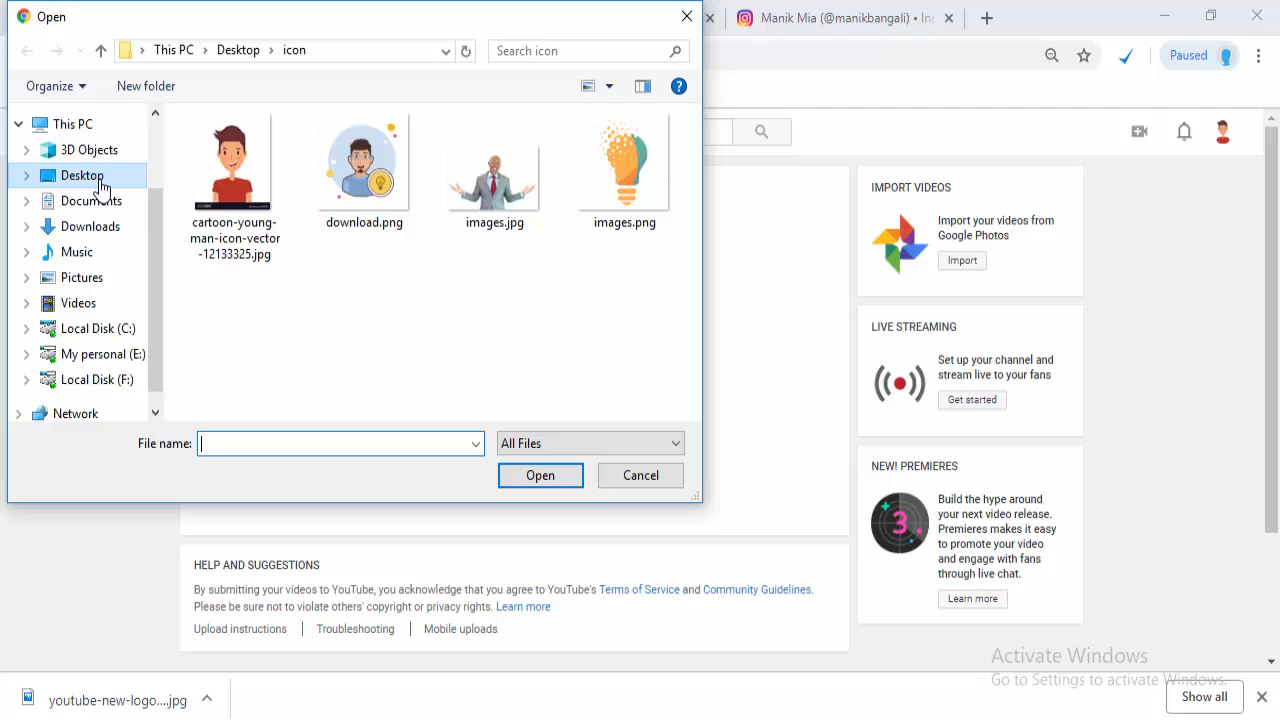 Open
Manik Mia (@manikbangali) • Ins
This PC
Desktop
icon
Search icon
Paused
Organize
New folder
This PC
3D Objects
Desktop
Documents
Downloads
Music
Pictures
Videos
Local Disk (C:)
My personal (E:)
Local Disk (F:)
Network
cartoon-young-
man-icon-vector
-12133325.jpg
download.png
images.jpg
images.png
File name:
All Files
Open
Cancel
IMPORT VIDEOS
Import your videos from
Google Photos
Import
LIVE STREAMING
Set up your channel and
stream live to your fans
Get started
NEW! PREMIERES
3
Build the hype around
your next video release.
Premieres makes it easy
to promote your video
and engage with fans
through live chat.
Learn more
HELP AND SUGGESTIONS
By submitting your videos to YouTube, you acknowledge that you agree to YouTube's Terms of Service and Community Guidelines.
Please be sure not to violate others' copyright or privacy rights. Learn more
Upload instructions
Troubleshooting
Mobile uploads
Activate Windows
Go to Settings to activate Windows.
youtube-new-logo....jpg
Show all